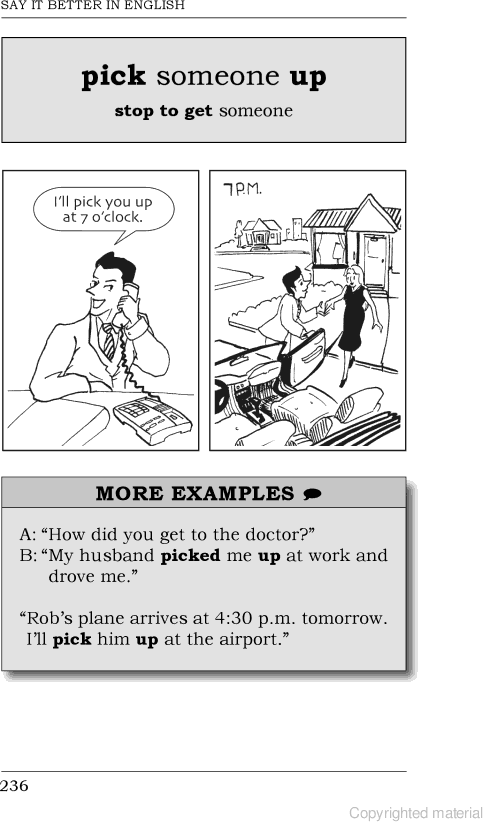 SAY IT BETTER IN ENGLISH
pick someone up
stop to get someone
I'll pick you up
at 7 o'clock.
7 P.M.
MORE EXAMPLES
A: “How did you get to the doctor?”
B: “My husband picked me up at work and
drove me.”
“Rob’s plane arrives at 4:30 p.m. tomorrow.
I’ll pick him up at the airport.”
236
Copyrighted material